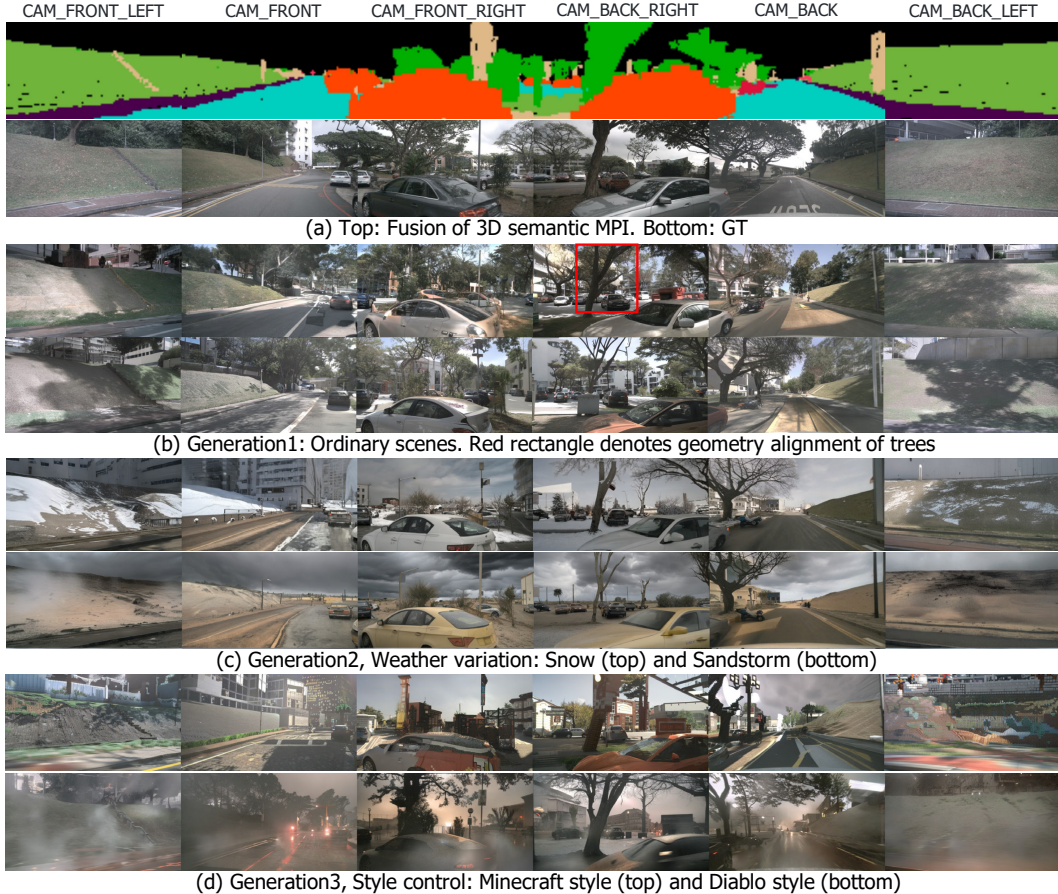 CAM_FRONT_LEFT CAM_FRONT CAM_FRONT_RIGHT CAM_BACK_RIGHT CAM_BACK CAM_BACK_LEFT
(a) Top: Fusion of 3D semantic MPI. Bottom: GT
(b) Generation1: Ordinary scenes. Red rectangle denotes geometry alignment of trees
(c) Generation2, Weather variation: Snow (top) and Sandstorm (bottom)
(d) Generation3, Style control: Minecraft style (top) and Diablo style (bottom)